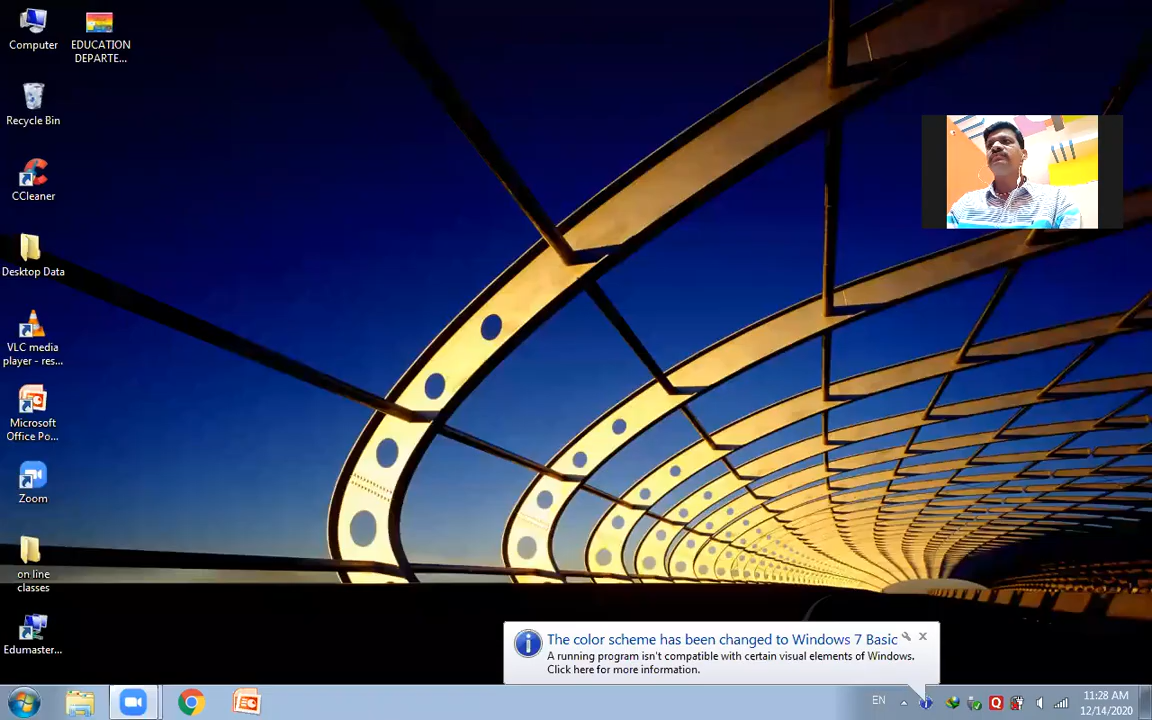 Computer
EDUCATION
DEPARTE...
Recycle Bin
CCleaner
Desktop Data
VLC media
player - res...
Microsoft
Office Po...
Zoom
on line
classes
Edumaster...
The color scheme has been changed to Windows 7 Basic
A running program isn't compatible with certain visual elements of Windows.
Click here for more information.
EN
11:28 AM
12/14/2020